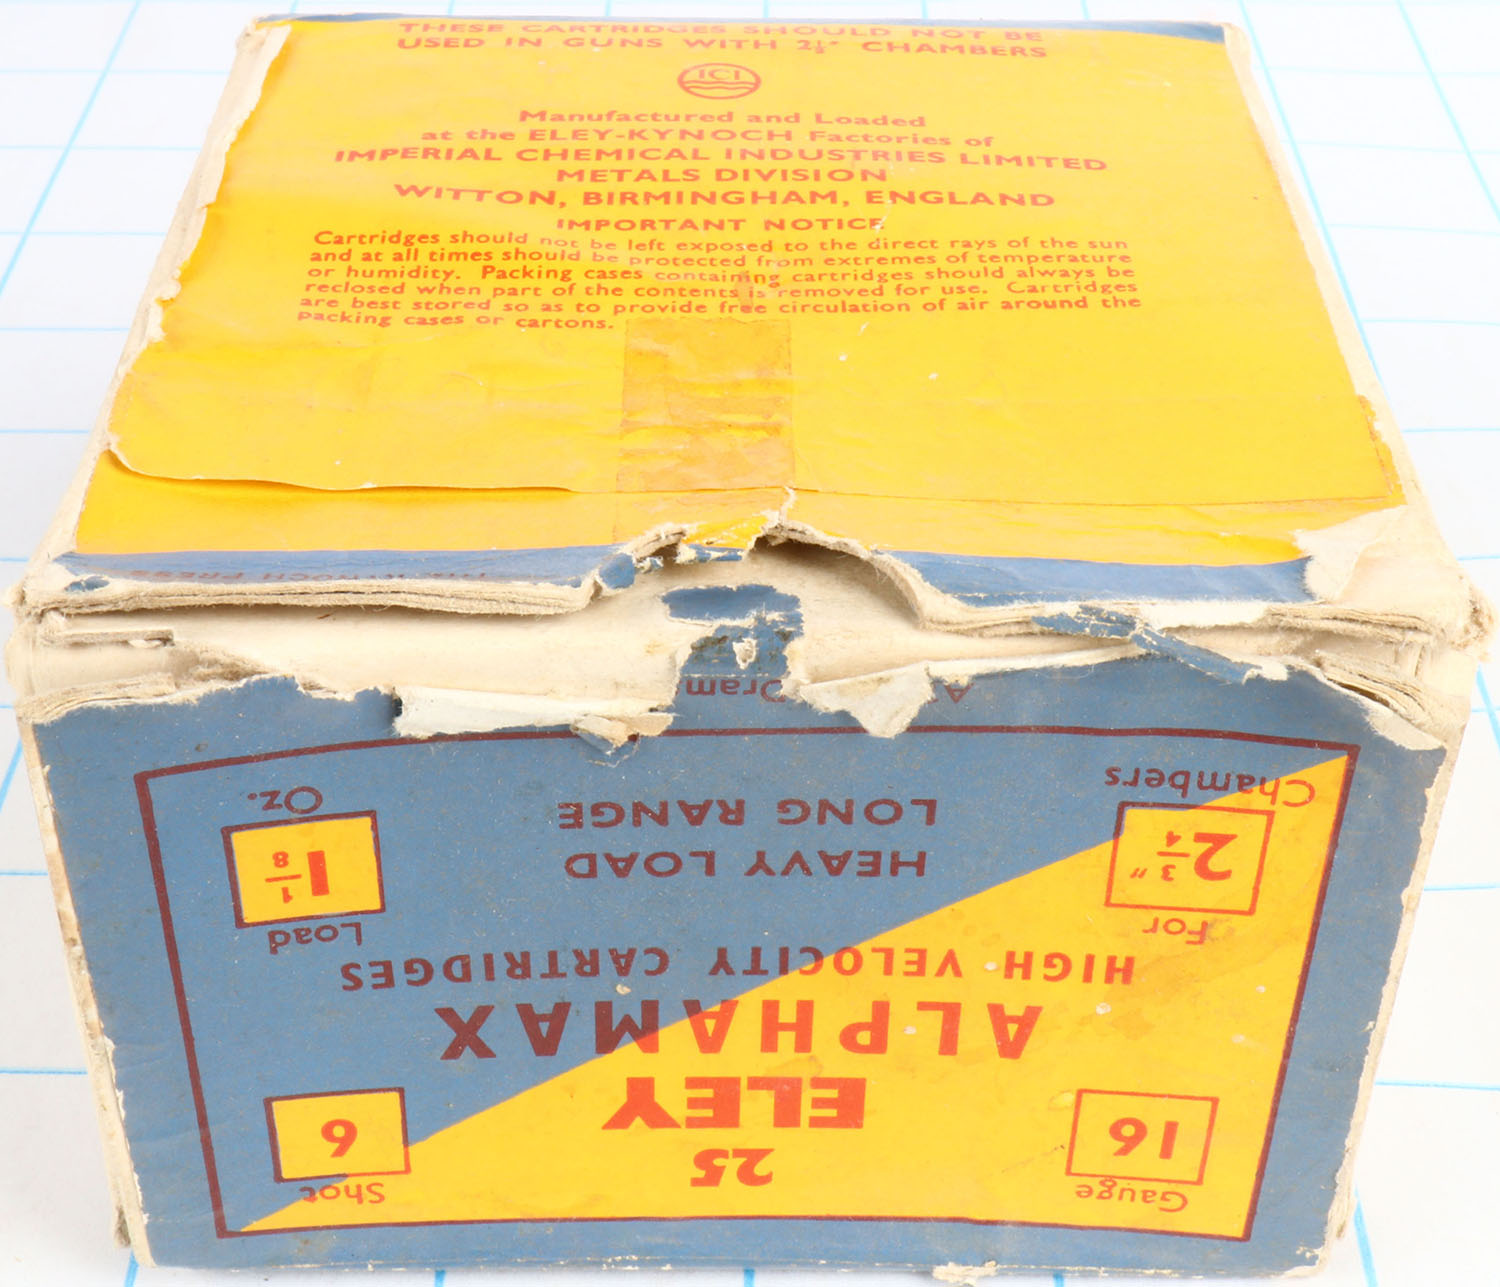 THESE CARTRIDGES SHOULD NOT BE
USED IN GUNS WITH 2½" CHAMBERS
ICI
Manufactured and Loaded
at the ELEY-KYNOCH Factories of
IMPERIAL CHEMICAL INDUSTRIES LIMITED
METALS DIVISION
WITTON, BIRMINGHAM, ENGLAND
IMPORTANT NOTICE
Cartridges should not be left exposed to the direct rays of the sun
and at all times should be protected from extremes of temperature
or humidity. Packing cases containing cartridges should always be
reclosed when part of the contents is removed for use. Cartridges
are best stored so as to provide free circulation of air around the
packing cases or cartons.
KYNOCH PRESS
Gauge
16
25
Shot
6
ELEY
ALPHAMAX
HIGH VELOCITY CARTRIDGES
For
2¾"
Chambers
HEAVY LOAD
LONG RANGE
Load
1⅛
Oz.